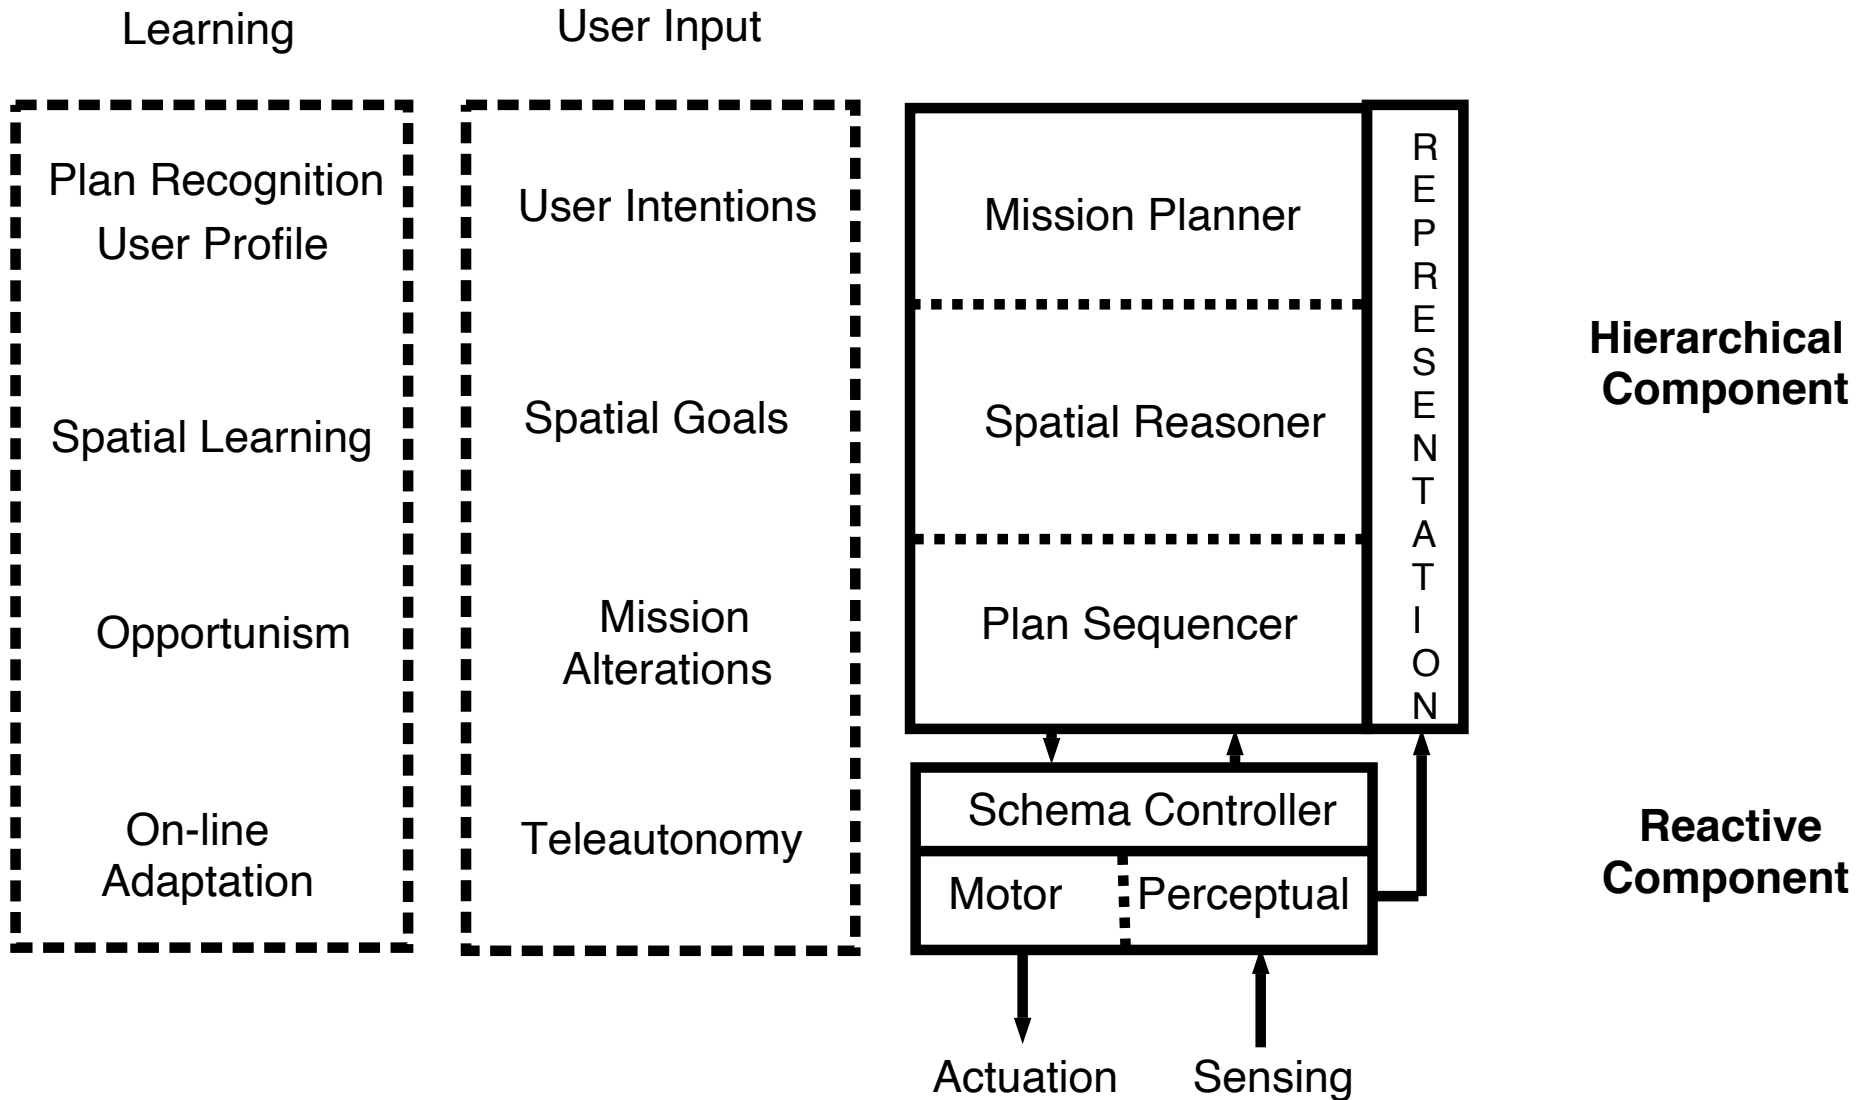 Learning
User Input
Plan Recognition
User Profile
Spatial Learning
Opportunism
On-line
Adaptation
User Intentions
Spatial Goals
Mission
Alterations
Teleautonomy
Mission Planner
Spatial Reasoner
Plan Sequencer
REPRESENTATION
Schema Controller
Motor
Perceptual
Actuation
Sensing
Hierarchical
Component
Reactive
Component